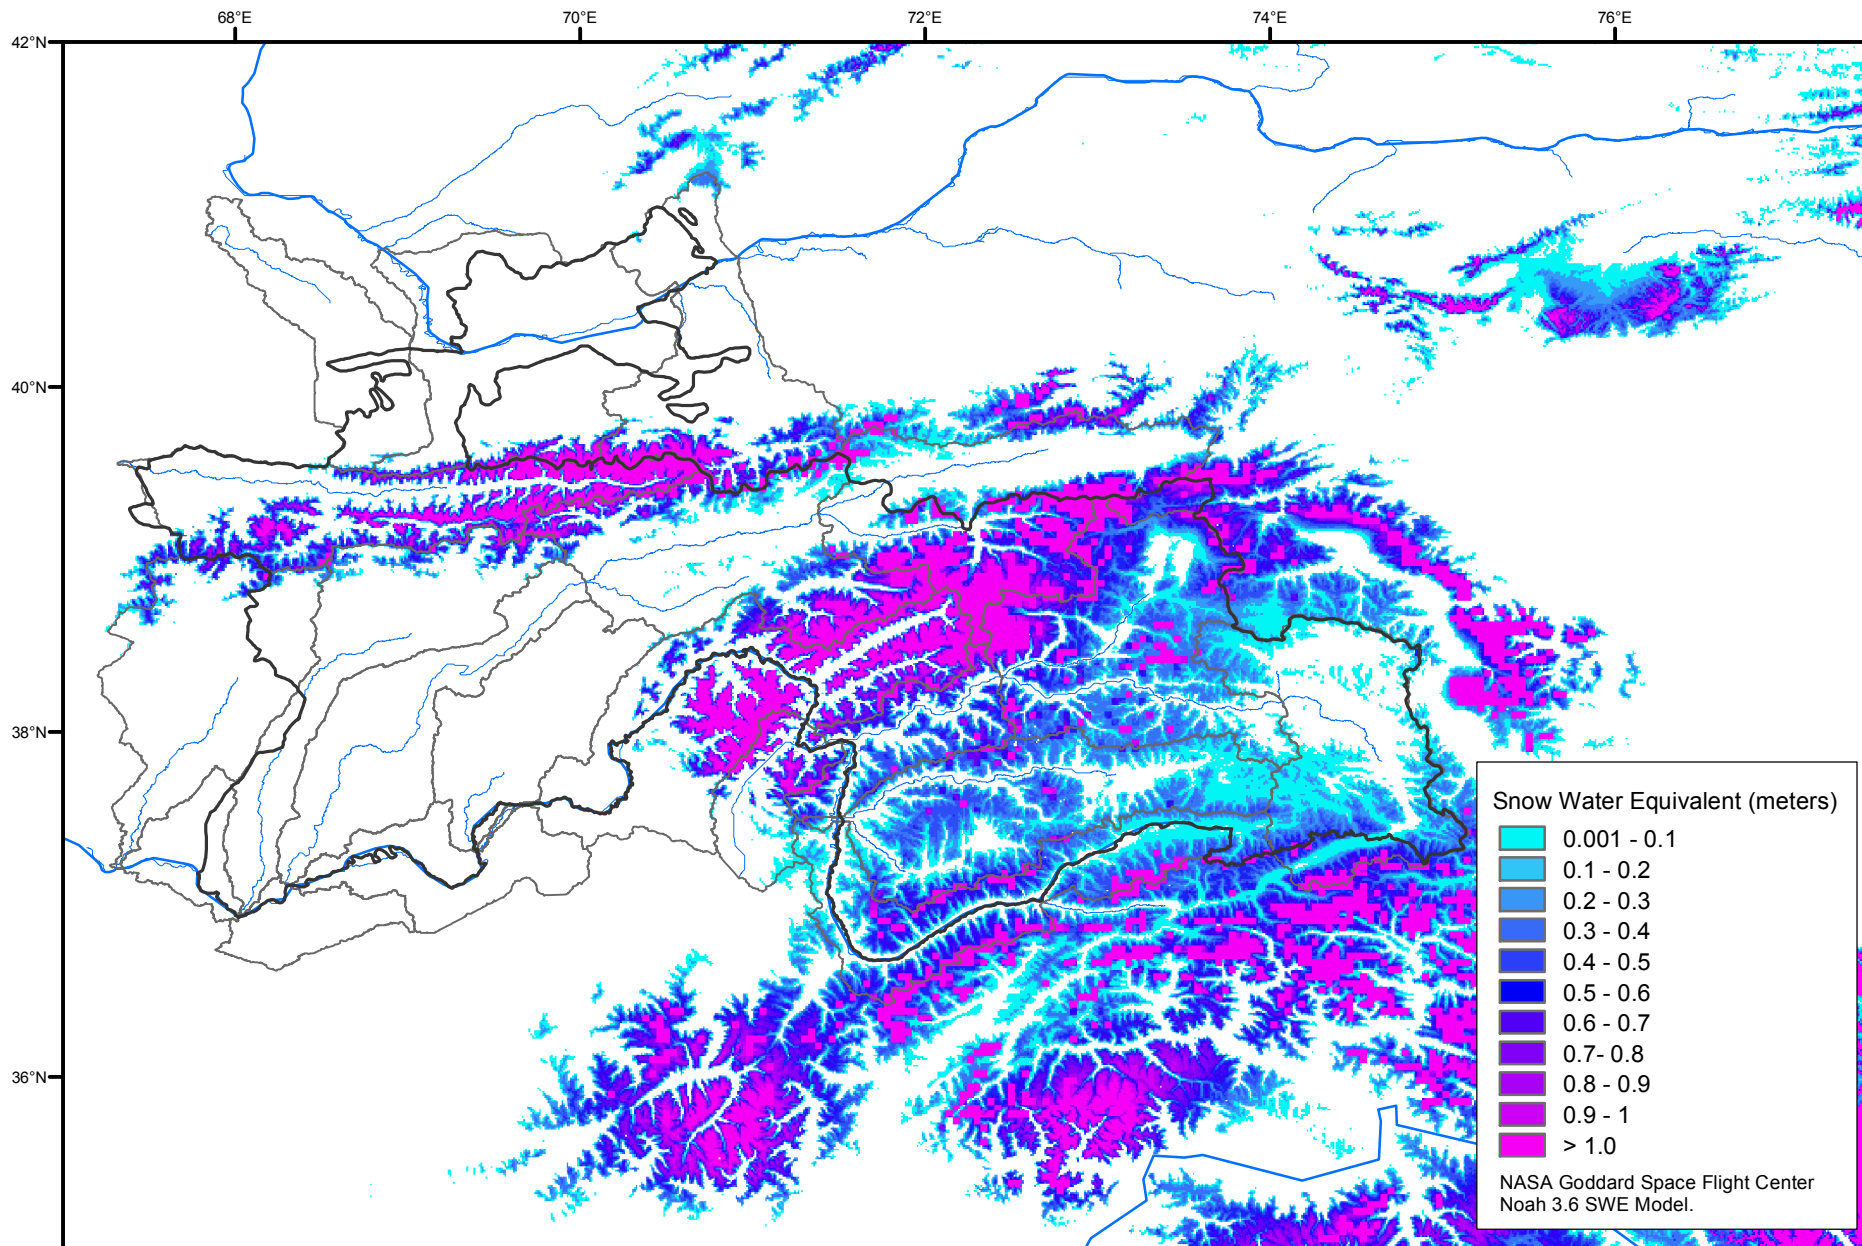 68°E
70°E
72°E
74°E
76°E
42°N
40°N
38°N
36°N
Snow Water Equivalent (meters)
0.001 - 0.1
0.1 - 0.2
0.2 - 0.3
0.3 - 0.4
0.4 - 0.5
0.5 - 0.6
0.6 - 0.7
0.7- 0.8
0.8 - 0.9
0.9 - 1
> 1.0
NASA Goddard Space Flight Center
Noah 3.6 SWE Model.